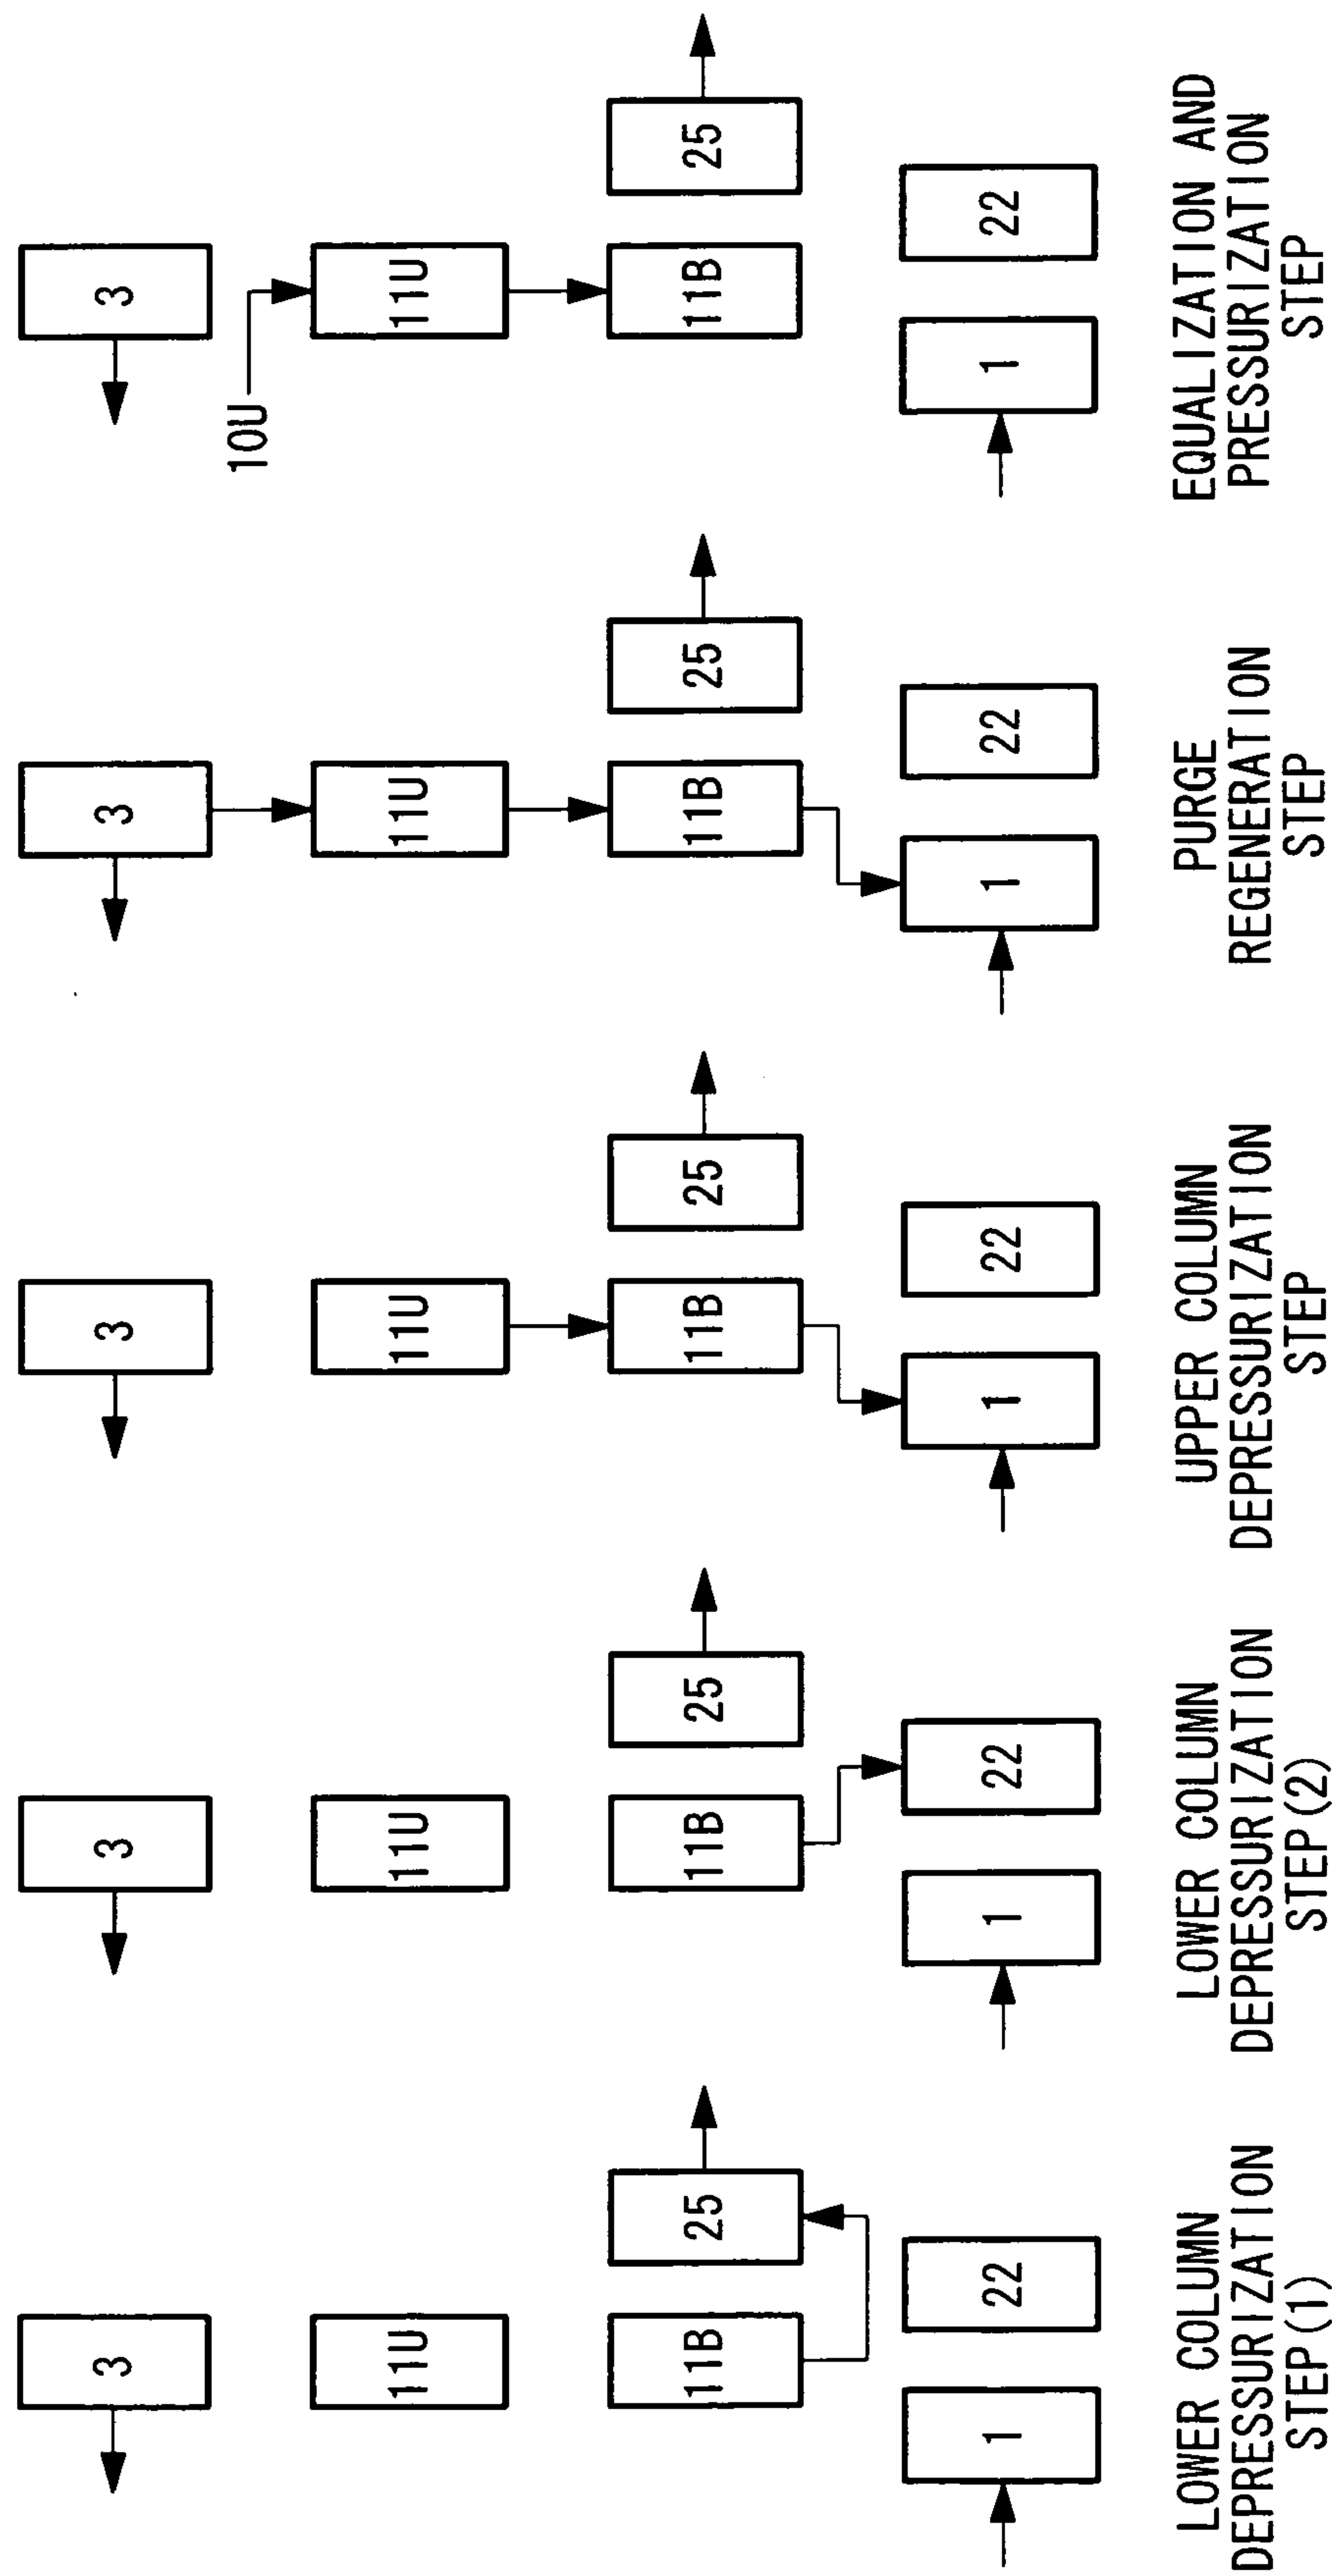 3
11U
11B
25
1
22
LOWER COLUMN
DEPRESSURIZATION
STEP(1)
3
11U
11B
25
1
22
LOWER COLUMN
DEPRESSURIZATION
STEP(2)
3
11U
11B
25
1
22
UPPER COLUMN
DEPRESSURIZATION
STEP
3
11U
11B
25
1
22
PURGE
REGENERATION
STEP
3
10U
11U
11B
25
1
22
EQUALIZATION AND
PRESSURIZATION
STEP